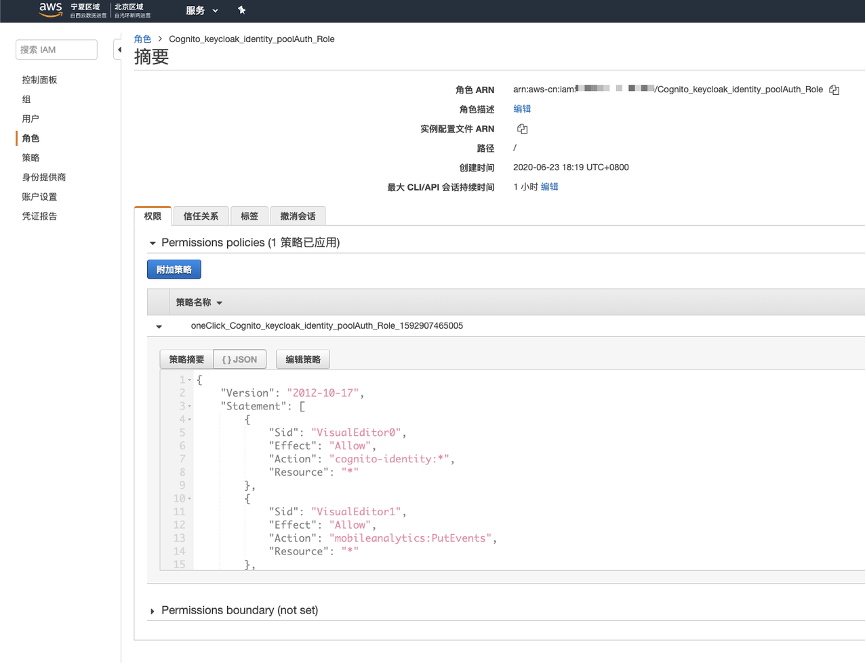 aws 宁夏区域 北京区域 服务
由西云数据运营 由光环新网运营
搜索 IAM
控制面板
组
用户
角色
策略
身份提供商
账户设置
凭证报告
角色 > Cognito_keycloak_identity_poolAuth_Role
摘要
角色 ARN arn:aws-cn:iam: /Cognito_keycloak_identity_poolAuth_Role
角色描述 编辑
实例配置文件 ARN
路径 /
创建时间 2020-06-23 18:19 UTC+0800
最大 CLI/API 会话持续时间 1 小时 编辑
权限 信任关系 标签 撤消会话
Permissions policies (1 策略已应用)
附加策略
策略名称
oneClick_Cognito_keycloak_identity_poolAuth_Role_1592907465005
策略摘要 { } JSON 编辑策略
1 {
2 "Version": "2012-10-17",
3 "Statement": [
4 {
5 "Sid": "VisualEditor0",
6 "Effect": "Allow",
7 "Action": "cognito-identity:*",
8 "Resource": "*"
9 },
10 {
11 "Sid": "VisualEditor1",
12 "Effect": "Allow",
13 "Action": "mobileanalytics:PutEvents",
14 "Resource": "*"
15 },
Permissions boundary (not set)